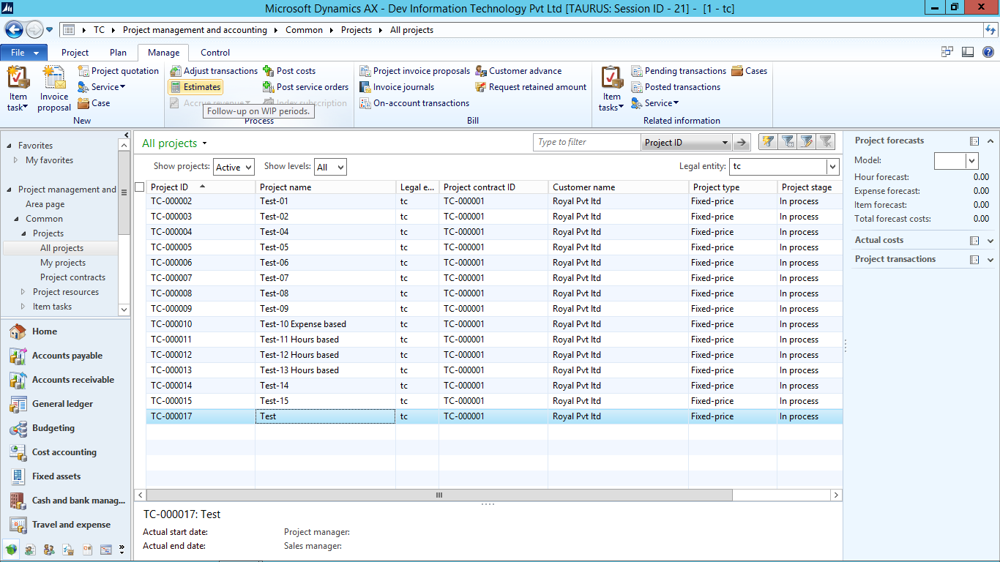 Microsoft Dynamics AX - Dev Information Technology Pvt Ltd [TAURUS: Session ID - 21] - [1 - tc]
TC Project management and accounting Common Projects All projects
File Project Plan Manage Control
Item task
Invoice proposal
Project quotation
Service
Case
New
Adjust transactions
Estimates
Accrue revenue
Post costs
Post service orders
Index subscription
Process
Follow-up on WIP periods.
Project invoice proposals
Invoice journals
On-account transactions
Customer advance
Request retained amount
Bill
Item tasks
Pending transactions
Posted transactions
Service
Cases
Related information
Favorites
My favorites
Project management and
Area page
Common
Projects
All projects
My projects
Project contracts
Project resources
Item tasks
Home
Accounts payable
Accounts receivable
General ledger
Budgeting
Cost accounting
Fixed assets
Cash and bank manag...
Travel and expense
All projects
Type to filter Project ID
Show projects: Active Show levels: All Legal entity: tc
Project ID Project name Legal e... Project contract ID Customer name Project type Project stage
TC-000002 Test-01 tc TC-000001 Royal Pvt ltd Fixed-price In process
TC-000003 Test-02 tc TC-000001 Royal Pvt ltd Fixed-price In process
TC-000004 Test-04 tc TC-000001 Royal Pvt ltd Fixed-price In process
TC-000005 Test-05 tc TC-000001 Royal Pvt ltd Fixed-price In process
TC-000006 Test-06 tc TC-000001 Royal Pvt ltd Fixed-price In process
TC-000007 Test-07 tc TC-000001 Royal Pvt ltd Fixed-price In process
TC-000008 Test-08 tc TC-000001 Royal Pvt ltd Fixed-price In process
TC-000009 Test-09 tc TC-000001 Royal Pvt ltd Fixed-price In process
TC-000010 Test-10 Expense based tc TC-000001 Royal Pvt ltd Fixed-price In process
TC-000011 Test-11 Hours based tc TC-000001 Royal Pvt ltd Fixed-price In process
TC-000012 Test-12 Hours based tc TC-000001 Royal Pvt ltd Fixed-price In process
TC-000013 Test-13 Hours based tc TC-000001 Royal Pvt ltd Fixed-price In process
TC-000014 Test-14 tc TC-000001 Royal Pvt ltd Fixed-price In process
TC-000015 Test-15 tc TC-000001 Royal Pvt ltd Fixed-price In process
TC-000017 Test tc TC-000001 Royal Pvt ltd Fixed-price In process
TC-000017: Test
Actual start date: Project manager:
Actual end date: Sales manager:
Project forecasts
Model:
Hour forecast: 0.00
Expense forecast: 0.00
Item forecast: 0.00
Total forecast costs: 0.00
Actual costs
Project transactions